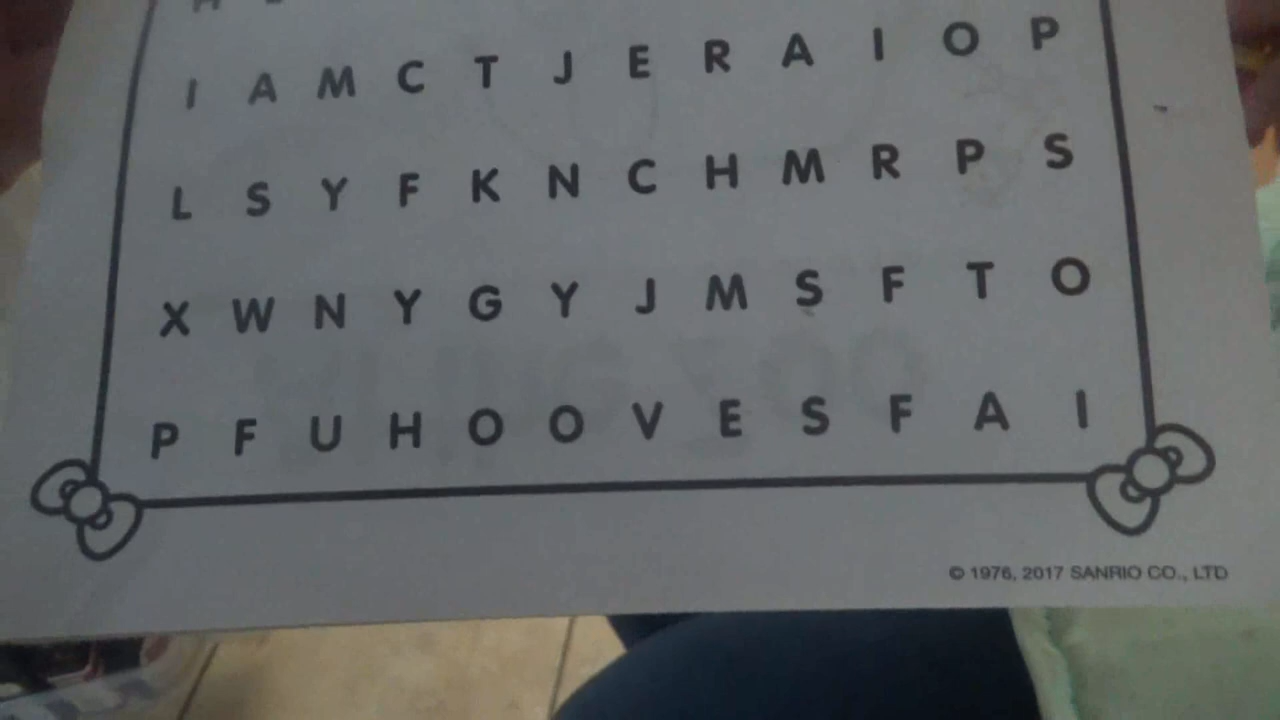 I A M C T J E R A I O P
L S Y F K N C H M R P S
X W N Y G Y J M S F T O
P F U H O O V E S F A I
© 1976, 2017 SANRIO CO., LTD